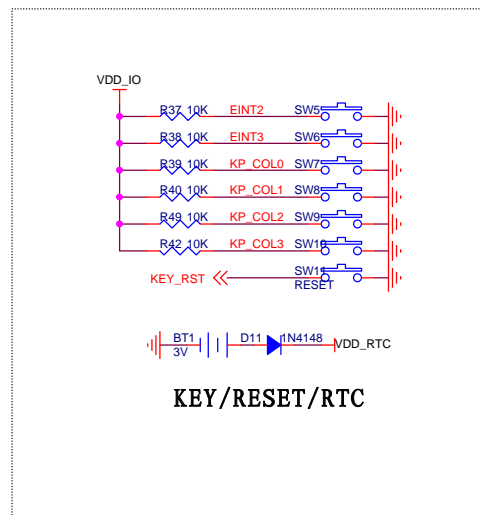 VDD_IO
R37 10K EINT2 SW5
R38 10K EINT3 SW6
R39 10K KP_COL0 SW7
R40 10K KP_COL1 SW8
R49 10K KP_COL2 SW9
R42 10K KP_COL3 SW10
KEY_RST SW11
RESET
BT1 D11 1N4148 VDD_RTC
3V
KEY/RESET/RTC